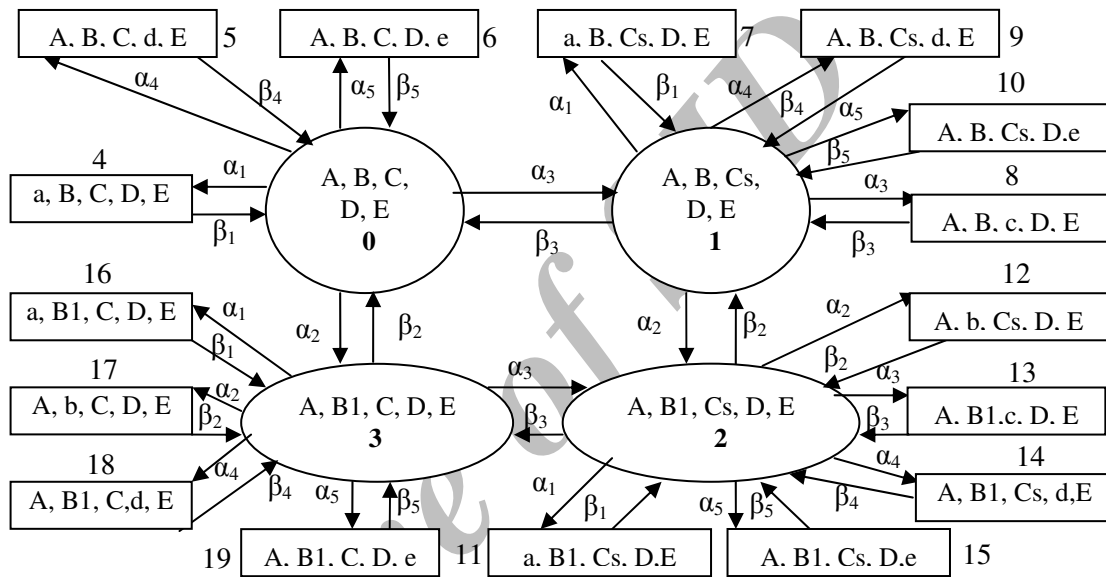 5
A, B, C, d, E
A, B, C, D, e
6
a, B, Cs, D, E
7
A, B, Cs, d, E
9
α4
β4
α5
β5
α1
β1
α4
β4
α5
β5
10
A, B, Cs, D,e
4
a, B, C, D, E
α1
β1
A, B, C,
D, E
0
α3
β3
A, B, Cs,
D, E
1
α3
β3
8
A, B, c, D, E
16
a, B1, C, D, E
α1
β1
α2
β2
α2
β2
α2
β2
12
A, b, Cs, D, E
17
A, b, C, D, E
α2
β2
A, B1, C, D, E
3
α3
β3
A, B1, Cs, D, E
2
α3
β3
13
A, B1,c, D, E
18
A, B1, C,d, E
α4
β4
α5
β5
α1
β1
α5
β5
α4
β4
14
A, B1, Cs, d,E
19
A, B1, C, D, e
11
a, B1, Cs, D,E
A, B1, Cs, D,e
15
e of
D